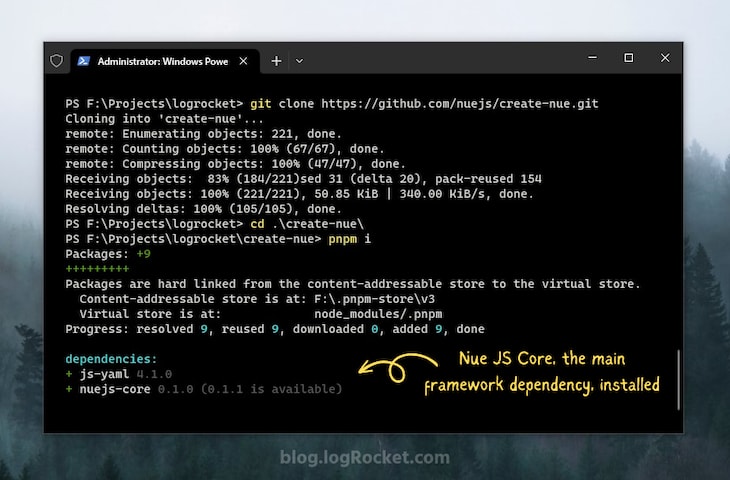 Administrator: Windows Powe
PS F:\Projects\logrocket> git clone https://github.com/nuejs/create-nue.git
Cloning into 'create-nue'...
remote: Enumerating objects: 221, done.
remote: Counting objects: 100% (67/67), done.
remote: Compressing objects: 100% (47/47), done.
Receiving objects:  83% (184/221)sed 31 (delta 20), pack-reused 154
Receiving objects: 100% (221/221), 50.85 KiB | 340.00 KiB/s, done.
Resolving deltas: 100% (105/105), done.
PS F:\Projects\logrocket> cd .\create-nue\
PS F:\Projects\logrocket\create-nue> pnpm i
Packages: +9
+++++++++
Packages are hard linked from the content-addressable store to the virtual store.
  Content-addressable store is at: F:\.pnpm-store\v3
  Virtual store is at:             node_modules/.pnpm
Progress: resolved 9, reused 9, downloaded 0, added 9, done
dependencies:
+ js-yaml 4.1.0
+ nuejs-core 0.1.0 (0.1.1 is available)
Nue JS Core, the main
framework dependency, installed
blog.logRocket.com